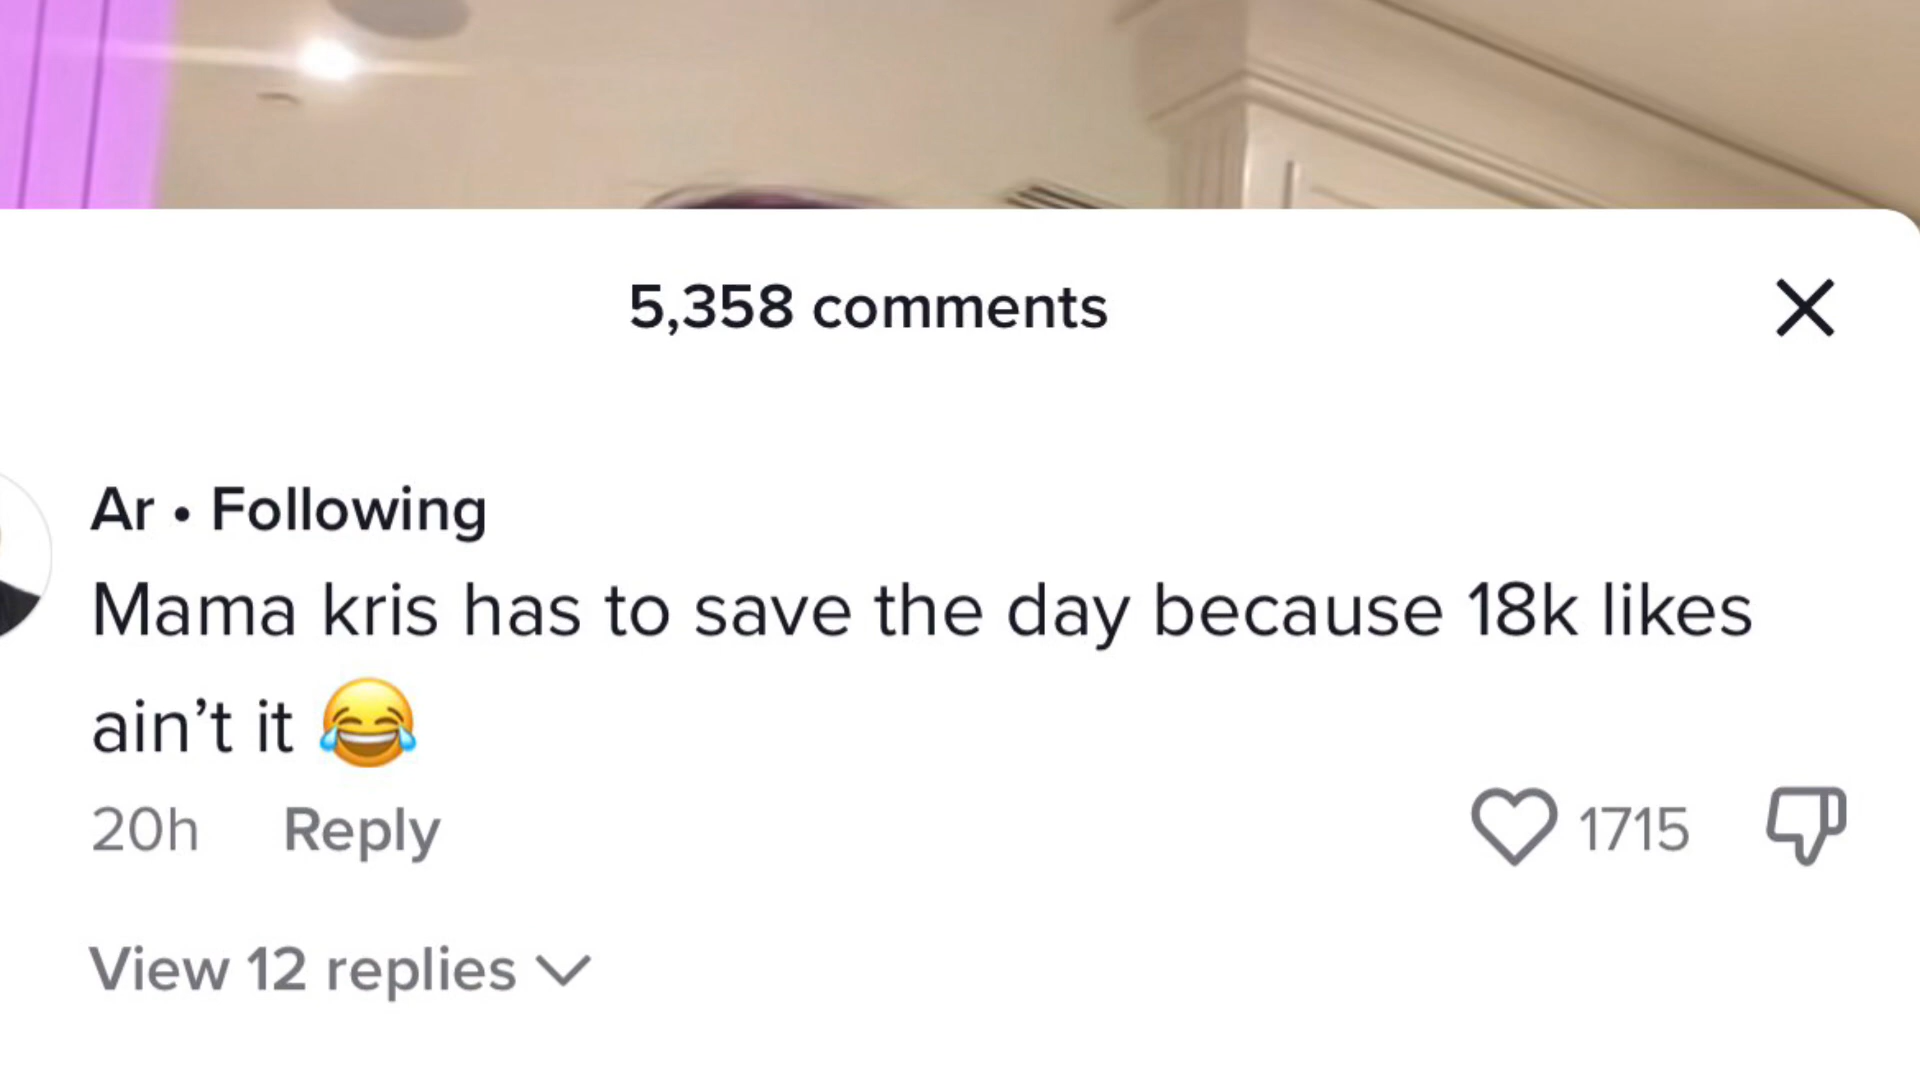 5,358 comments
Ar • Following
Mama kris has to save the day because 18k likes
ain’t it 😂
20h Reply 1715
View 12 replies